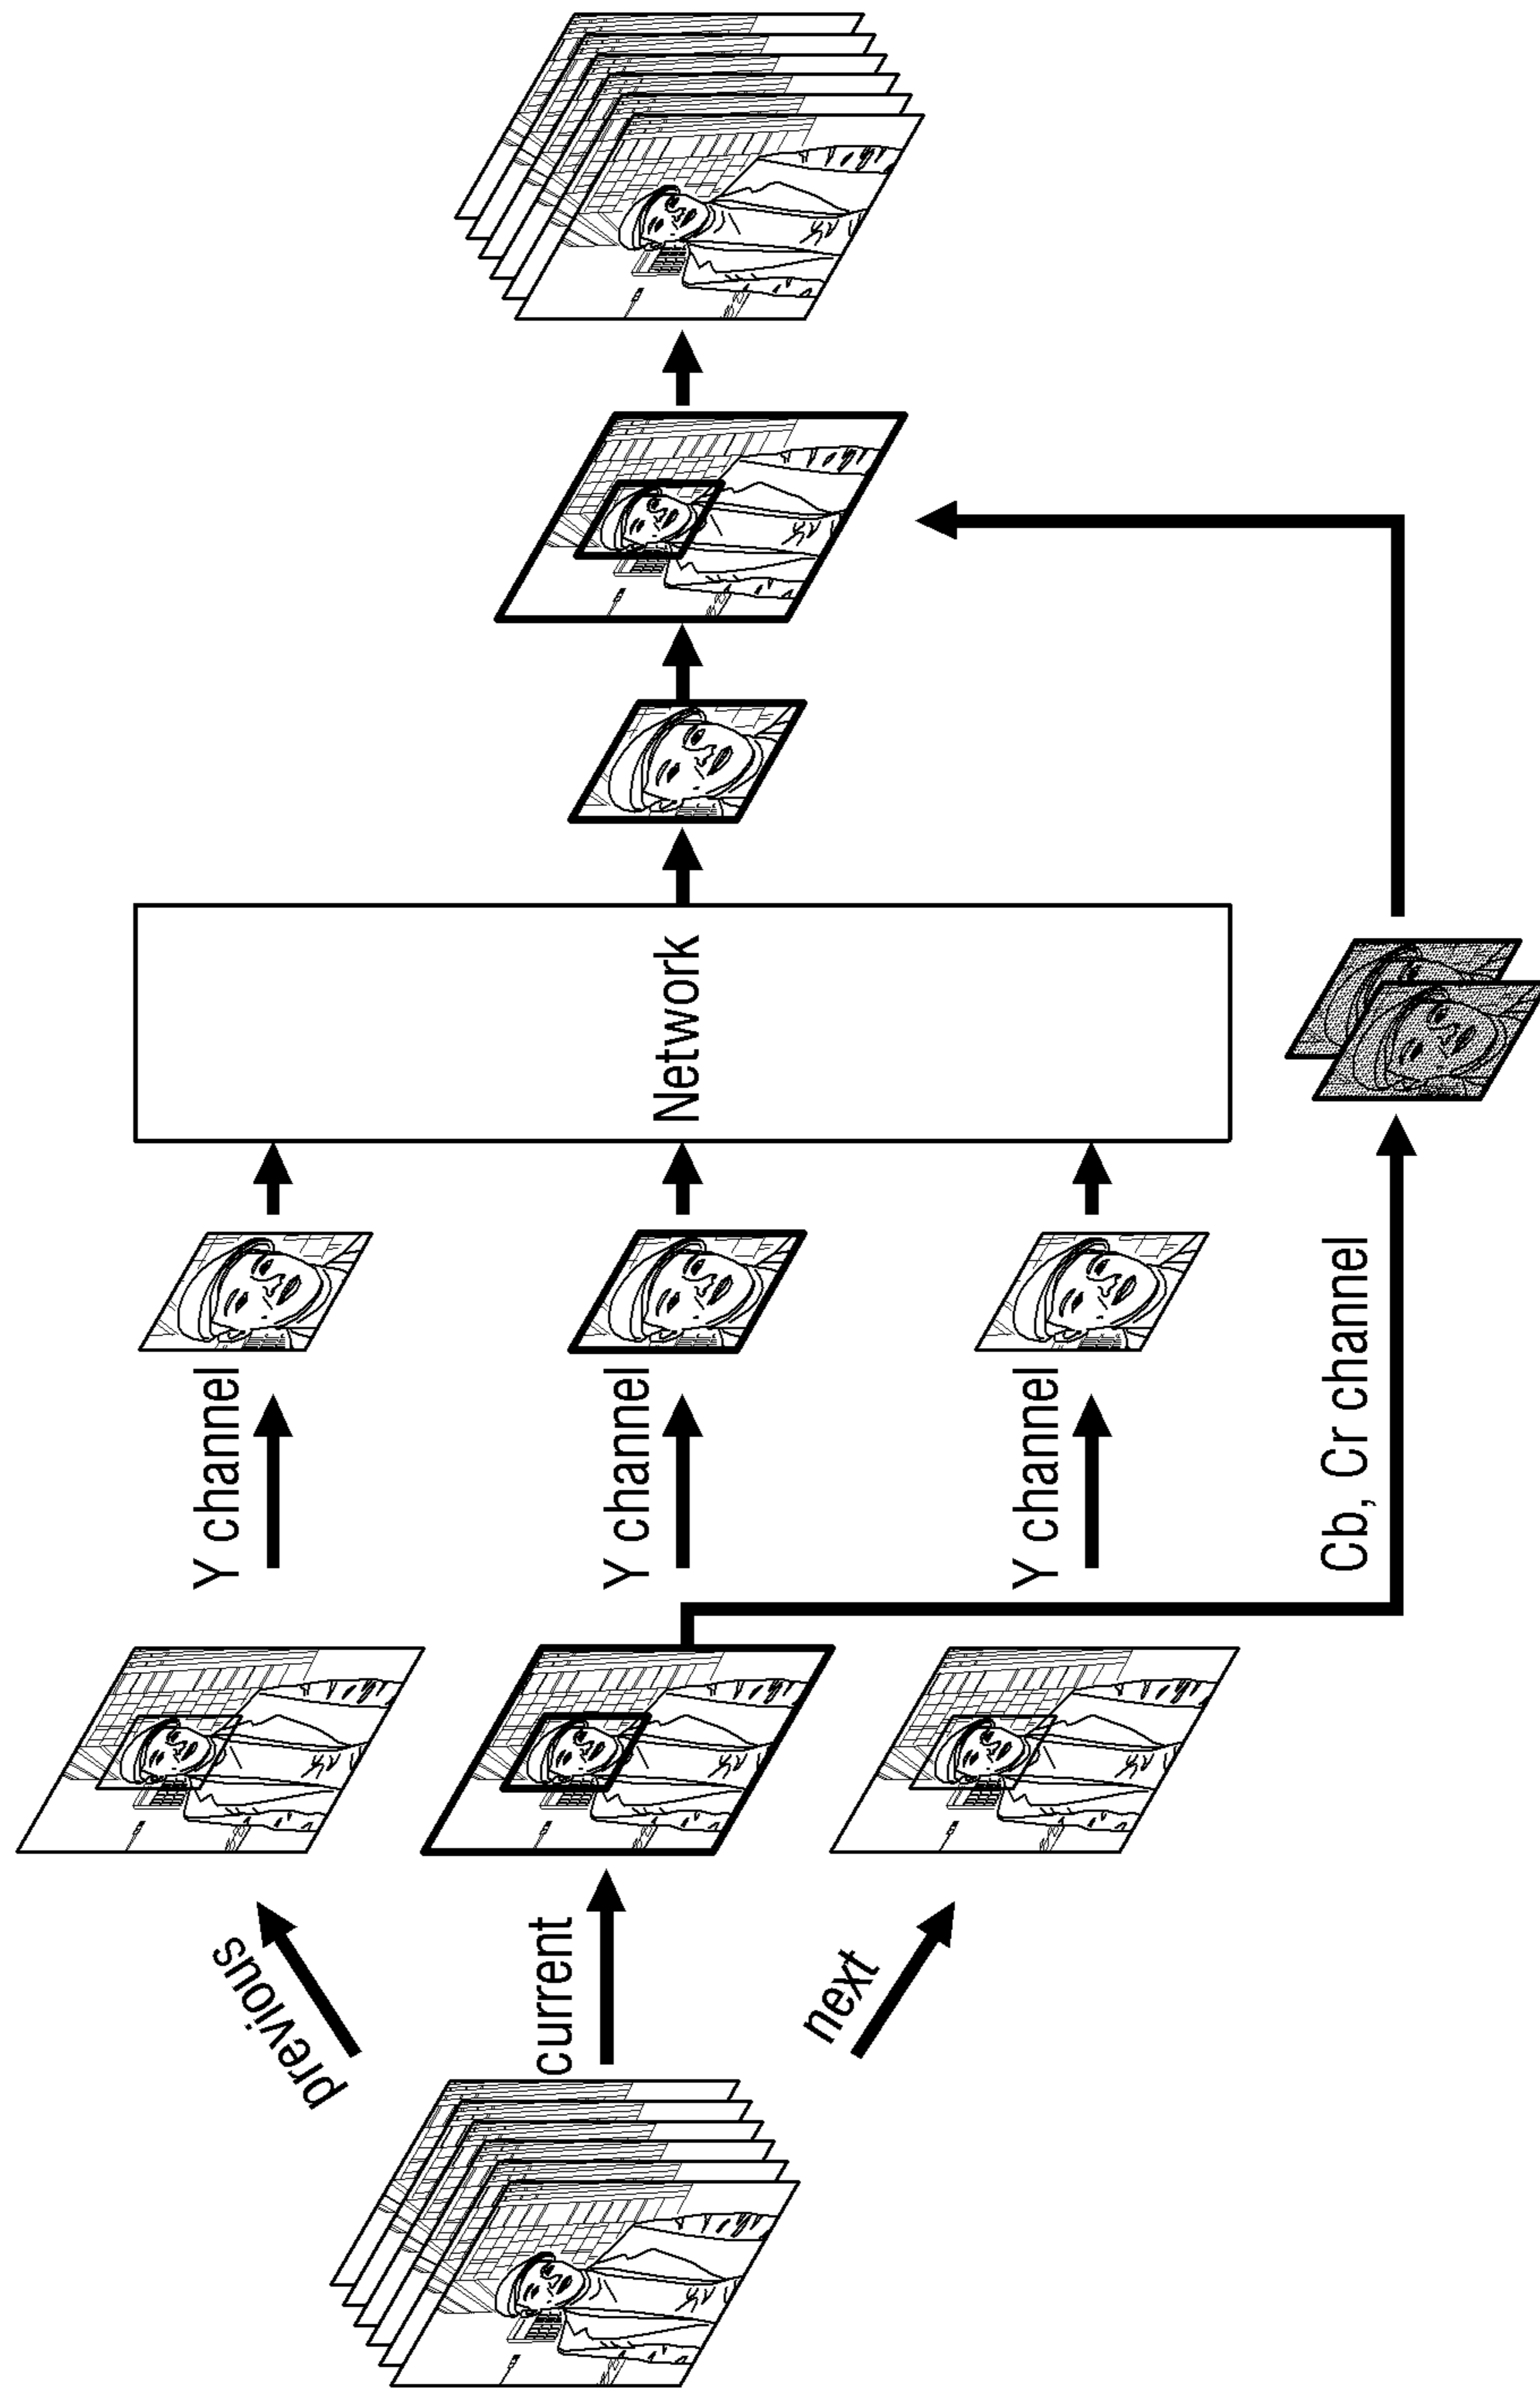 previous
current
next
Y channel
Y channel
Y channel
Cb, Cr channel
Network